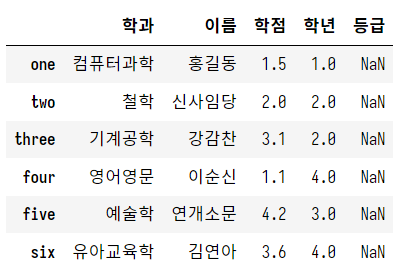 학과 이름 학점 학년 등급
one 컴퓨터과학 홍길동 1.5 1.0 NaN
two 철학 신사임당 2.0 2.0 NaN
three 기계공학 강감찬 3.1 2.0 NaN
four 영어영문 이순신 1.1 4.0 NaN
five 예술학 연개소문 4.2 3.0 NaN
six 유아교육학 김연아 3.6 4.0 NaN